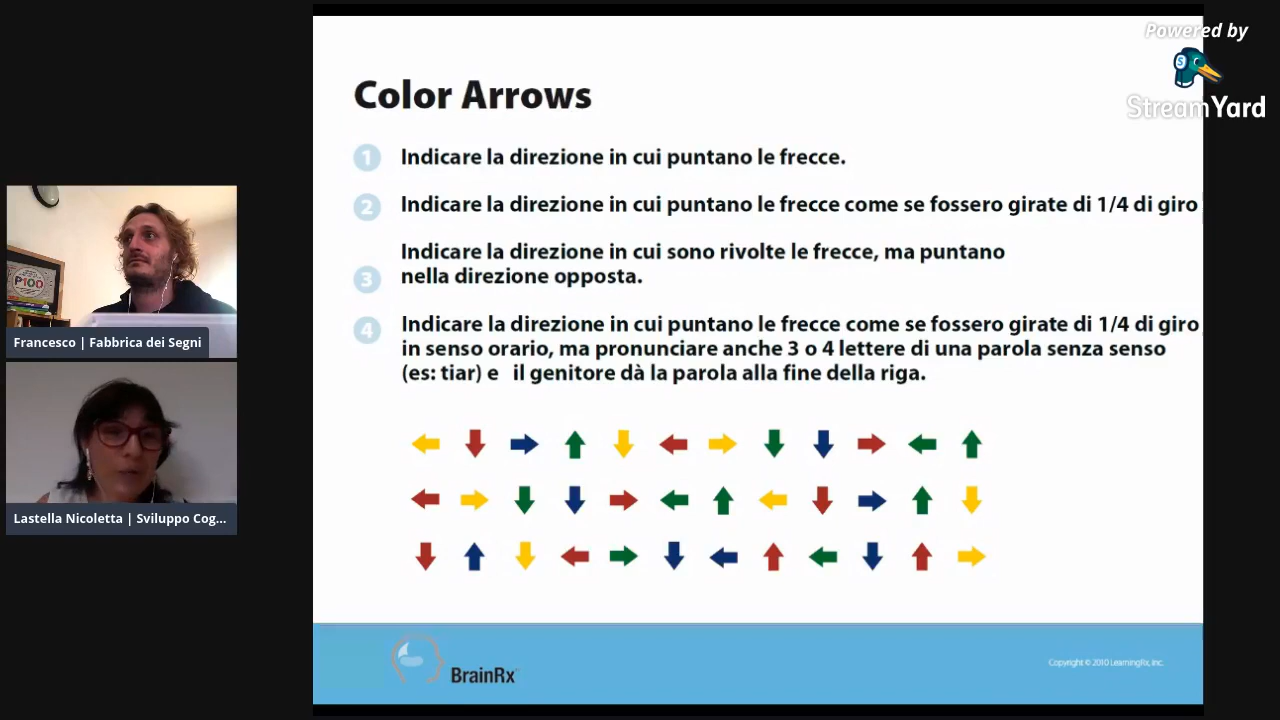 Powered by
StreamYard
Color Arrows
1 Indicare la direzione in cui puntano le frecce.
2 Indicare la direzione in cui puntano le frecce come se fossero girate di 1/4 di giro
Indicare la direzione in cui sono rivolte le frecce, ma puntano
3 nella direzione opposta.
4 Indicare la direzione in cui puntano le frecce come se fossero girate di 1/4 di giro
in senso orario, ma pronunciare anche 3 o 4 lettere di una parola senza senso
(es: tiar) e il genitore dà la parola alla fine della riga.
P100
Francesco | Fabbrica dei Segni
Lastella Nicoletta | Sviluppo Cog...
BrainRx
Copyright © 2010 LearningRx, Inc.